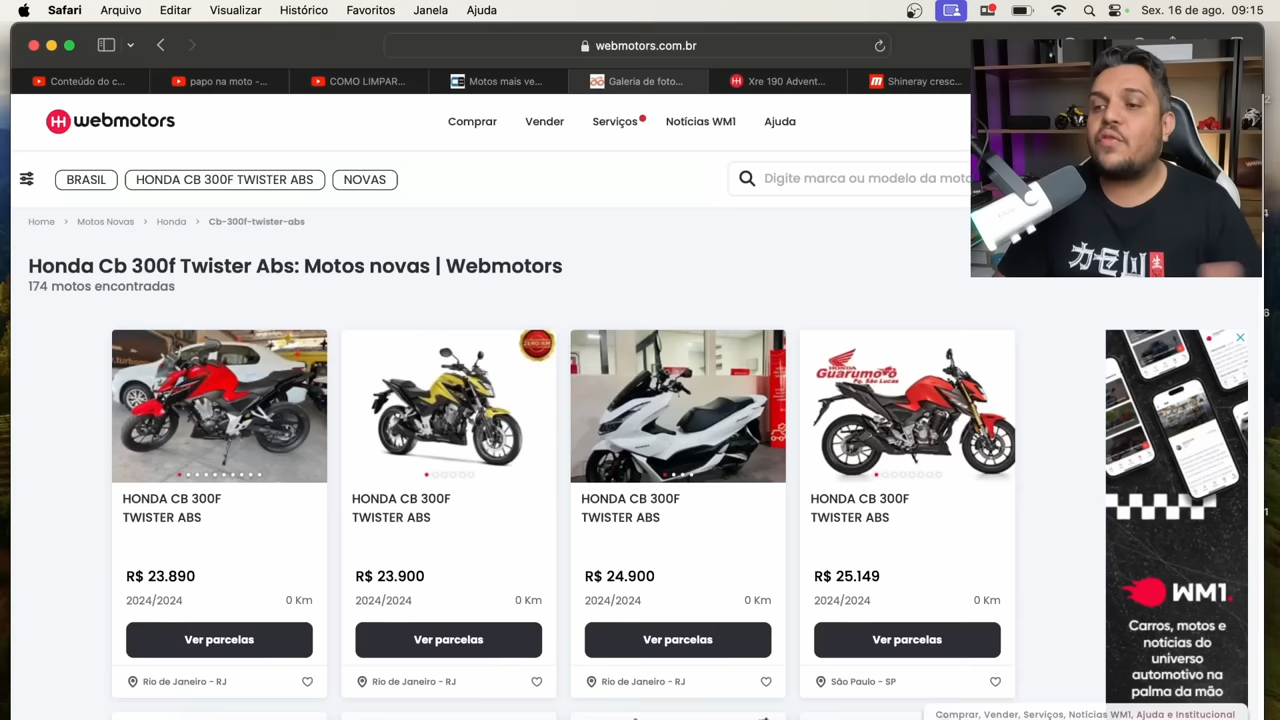 Safari Arquivo Editar Visualizar Histórico Favoritos Janela Ajuda Sex. 16 de ago. 09:15
webmotors.com.br
Conteúdo do c... papo na moto -... COMO LIMPAR... Motos mais ve... Galeria de foto... Xre 190 Advent... Shineray cresc...
webmotors Comprar Vender Serviços Notícias WM1 Ajuda
BRASIL HONDA CB 300F TWISTER ABS NOVAS Digite marca ou modelo da moto
Home > Motos Novas > Honda > Cb-300f-twister-abs
Honda Cb 300f Twister Abs: Motos novas | Webmotors
174 motos encontradas
ZERO KM
HONDA
Guarumoto
Pq. São Lucas
HONDA CB 300F
TWISTER ABS
R$ 23.890
2024/2024 0 Km
Ver parcelas
Rio de Janeiro - RJ
HONDA CB 300F
TWISTER ABS
R$ 23.900
2024/2024 0 Km
Ver parcelas
Rio de Janeiro - RJ
HONDA CB 300F
TWISTER ABS
R$ 24.900
2024/2024 0 Km
Ver parcelas
Rio de Janeiro - RJ
HONDA CB 300F
TWISTER ABS
R$ 25.149
2024/2024 0 Km
Ver parcelas
São Paulo - SP
WM1.
Carros, motos e
notícias do
universo
automotivo na
palma da mão
Comprar, Vender, Serviços, Notícias WM1, Ajuda e Institucional